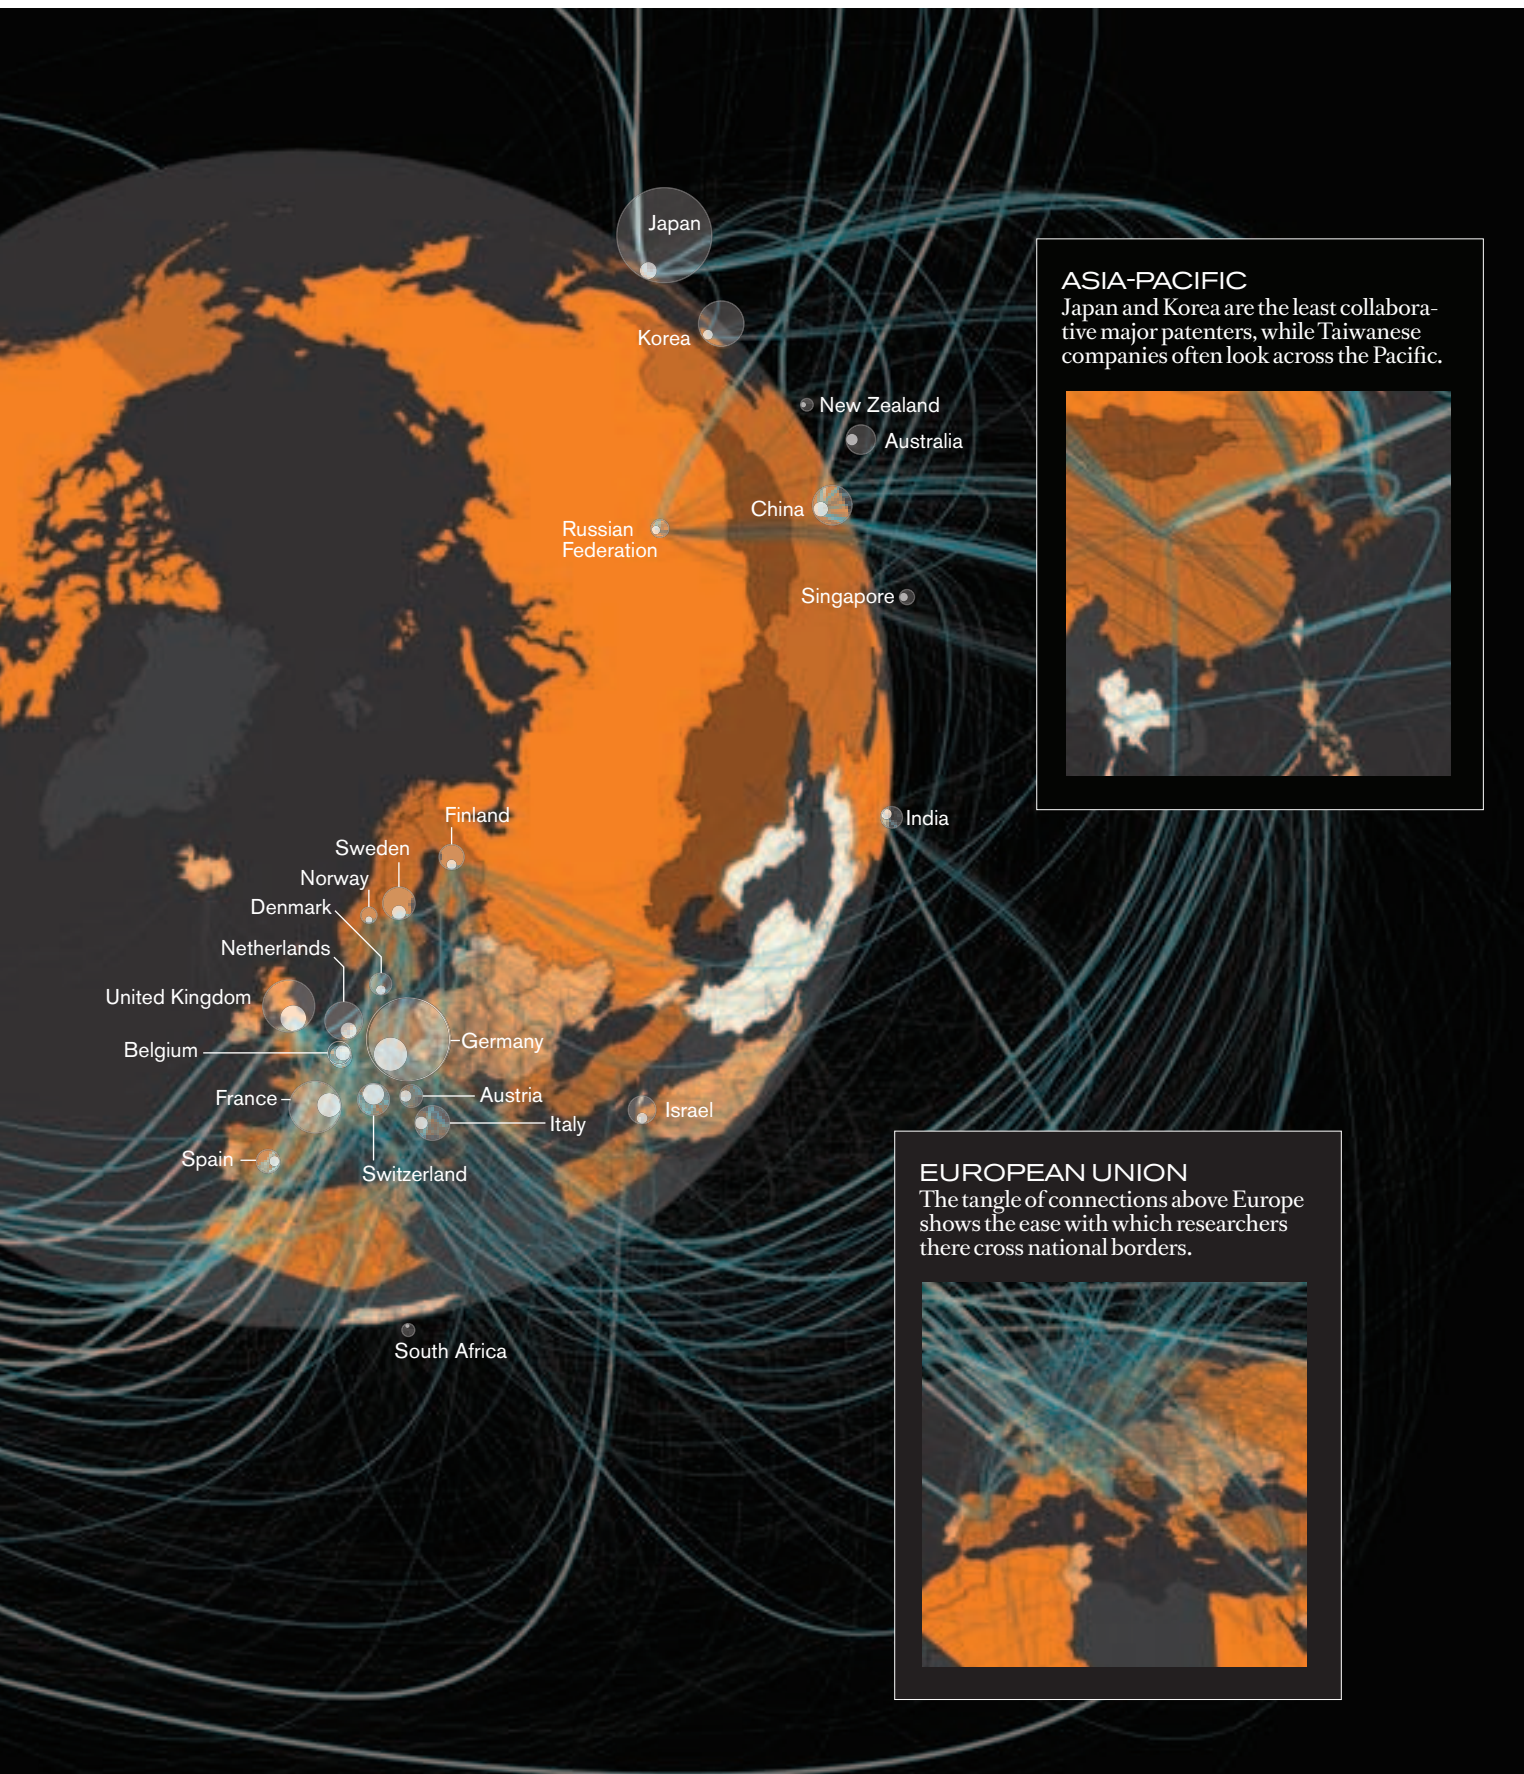 Japan
Korea
New Zealand
Australia
China
Russian
Federation
Singapore
India
Finland
Sweden
Norway
Denmark
Netherlands
United Kingdom
Germany
Belgium
France
Austria
Italy
Israel
Spain
Switzerland
South Africa
ASIA-PACIFIC
Japan and Korea are the least collabora-
tive major patenters, while Taiwanese
companies often look across the Pacific.
EUROPEAN UNION
The tangle of connections above Europe
shows the ease with which researchers
there cross national borders.